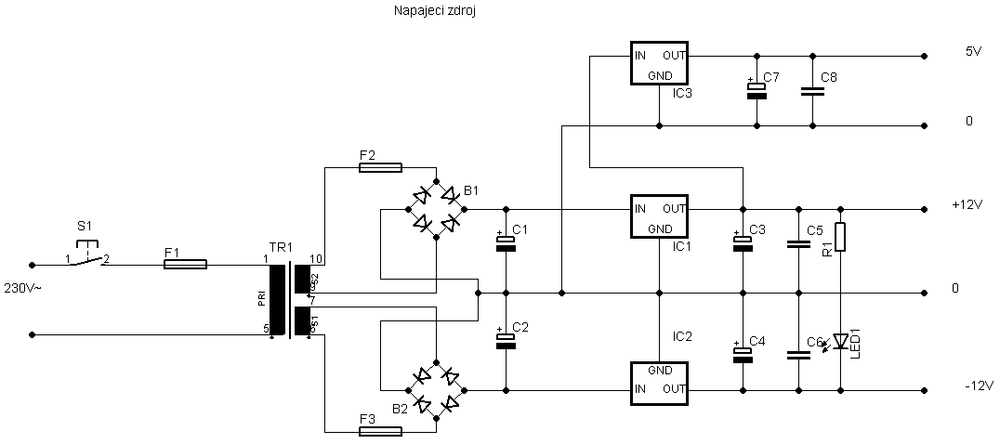 Napajeci zdroj
IN OUT
GND
IC3
C7
C8
5V
0
F2
B1
IN OUT
GND
IC1
C1
C3
C5
R1
+12V
S1
1 2
F1
TR1
1
10
230V~
PRI
S2
7
S1
5
6
0
C2
IC2
C4
C6
LED1
GND
IN OUT
-12V
B2
F3